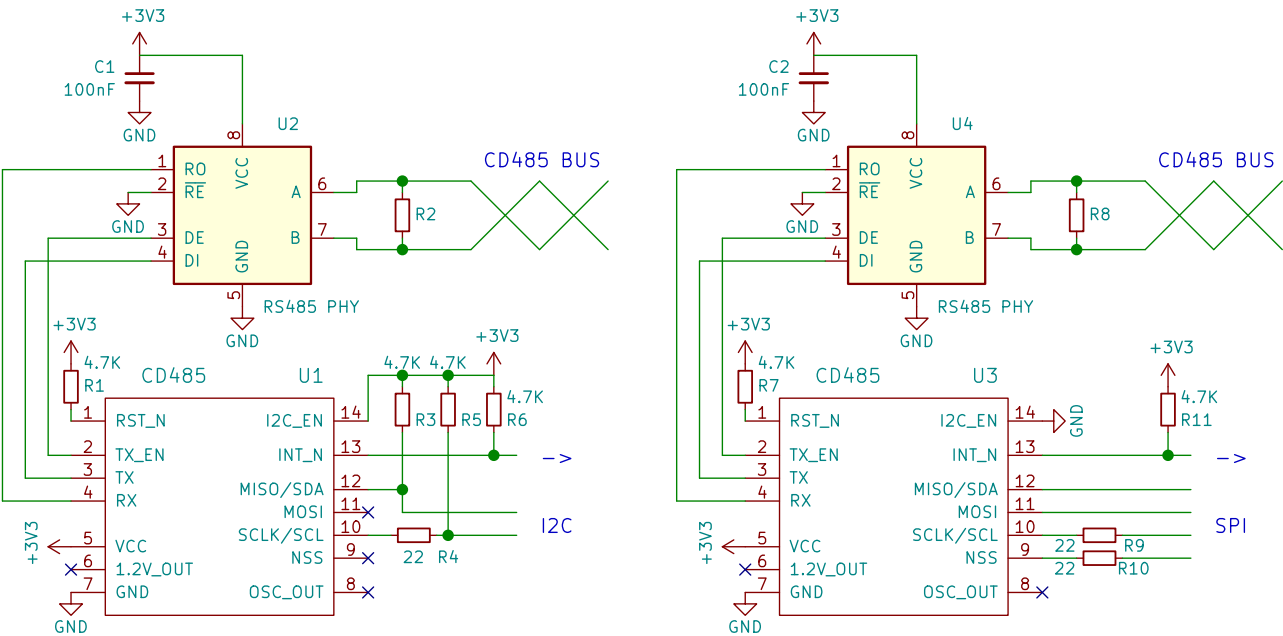 +3V3
C1
100nF
GND
U2
8
VCC
1
RO
2
RE
GND
3
DE
4
DI
A
6
B
7
GND
5
GND
RS485 PHY
R2
CD485 BUS
+3V3
4.7K
R1
CD485
U1
1
RST_N
2
TX_EN
3
TX
4
RX
+3V3
5
VCC
6
1.2V_OUT
7
GND
GND
I2C_EN
14
INT_N
13
MISO/SDA
12
MOSI
11
SCLK/SCL
10
NSS
9
OSC_OUT
8
+3V3
4.7K
4.7K
4.7K
R3
R5
R6
22
R4
->
I2C
+3V3
C2
100nF
GND
U4
8
VCC
1
RO
2
RE
GND
3
DE
4
DI
A
6
B
7
GND
5
GND
RS485 PHY
R8
CD485 BUS
+3V3
4.7K
R7
CD485
U3
1
RST_N
2
TX_EN
3
TX
4
RX
+3V3
5
VCC
6
1.2V_OUT
7
GND
GND
I2C_EN
14
GND
INT_N
13
MISO/SDA
12
MOSI
11
SCLK/SCL
10
NSS
9
OSC_OUT
8
+3V3
4.7K
R11
22
R9
22
R10
->
SPI